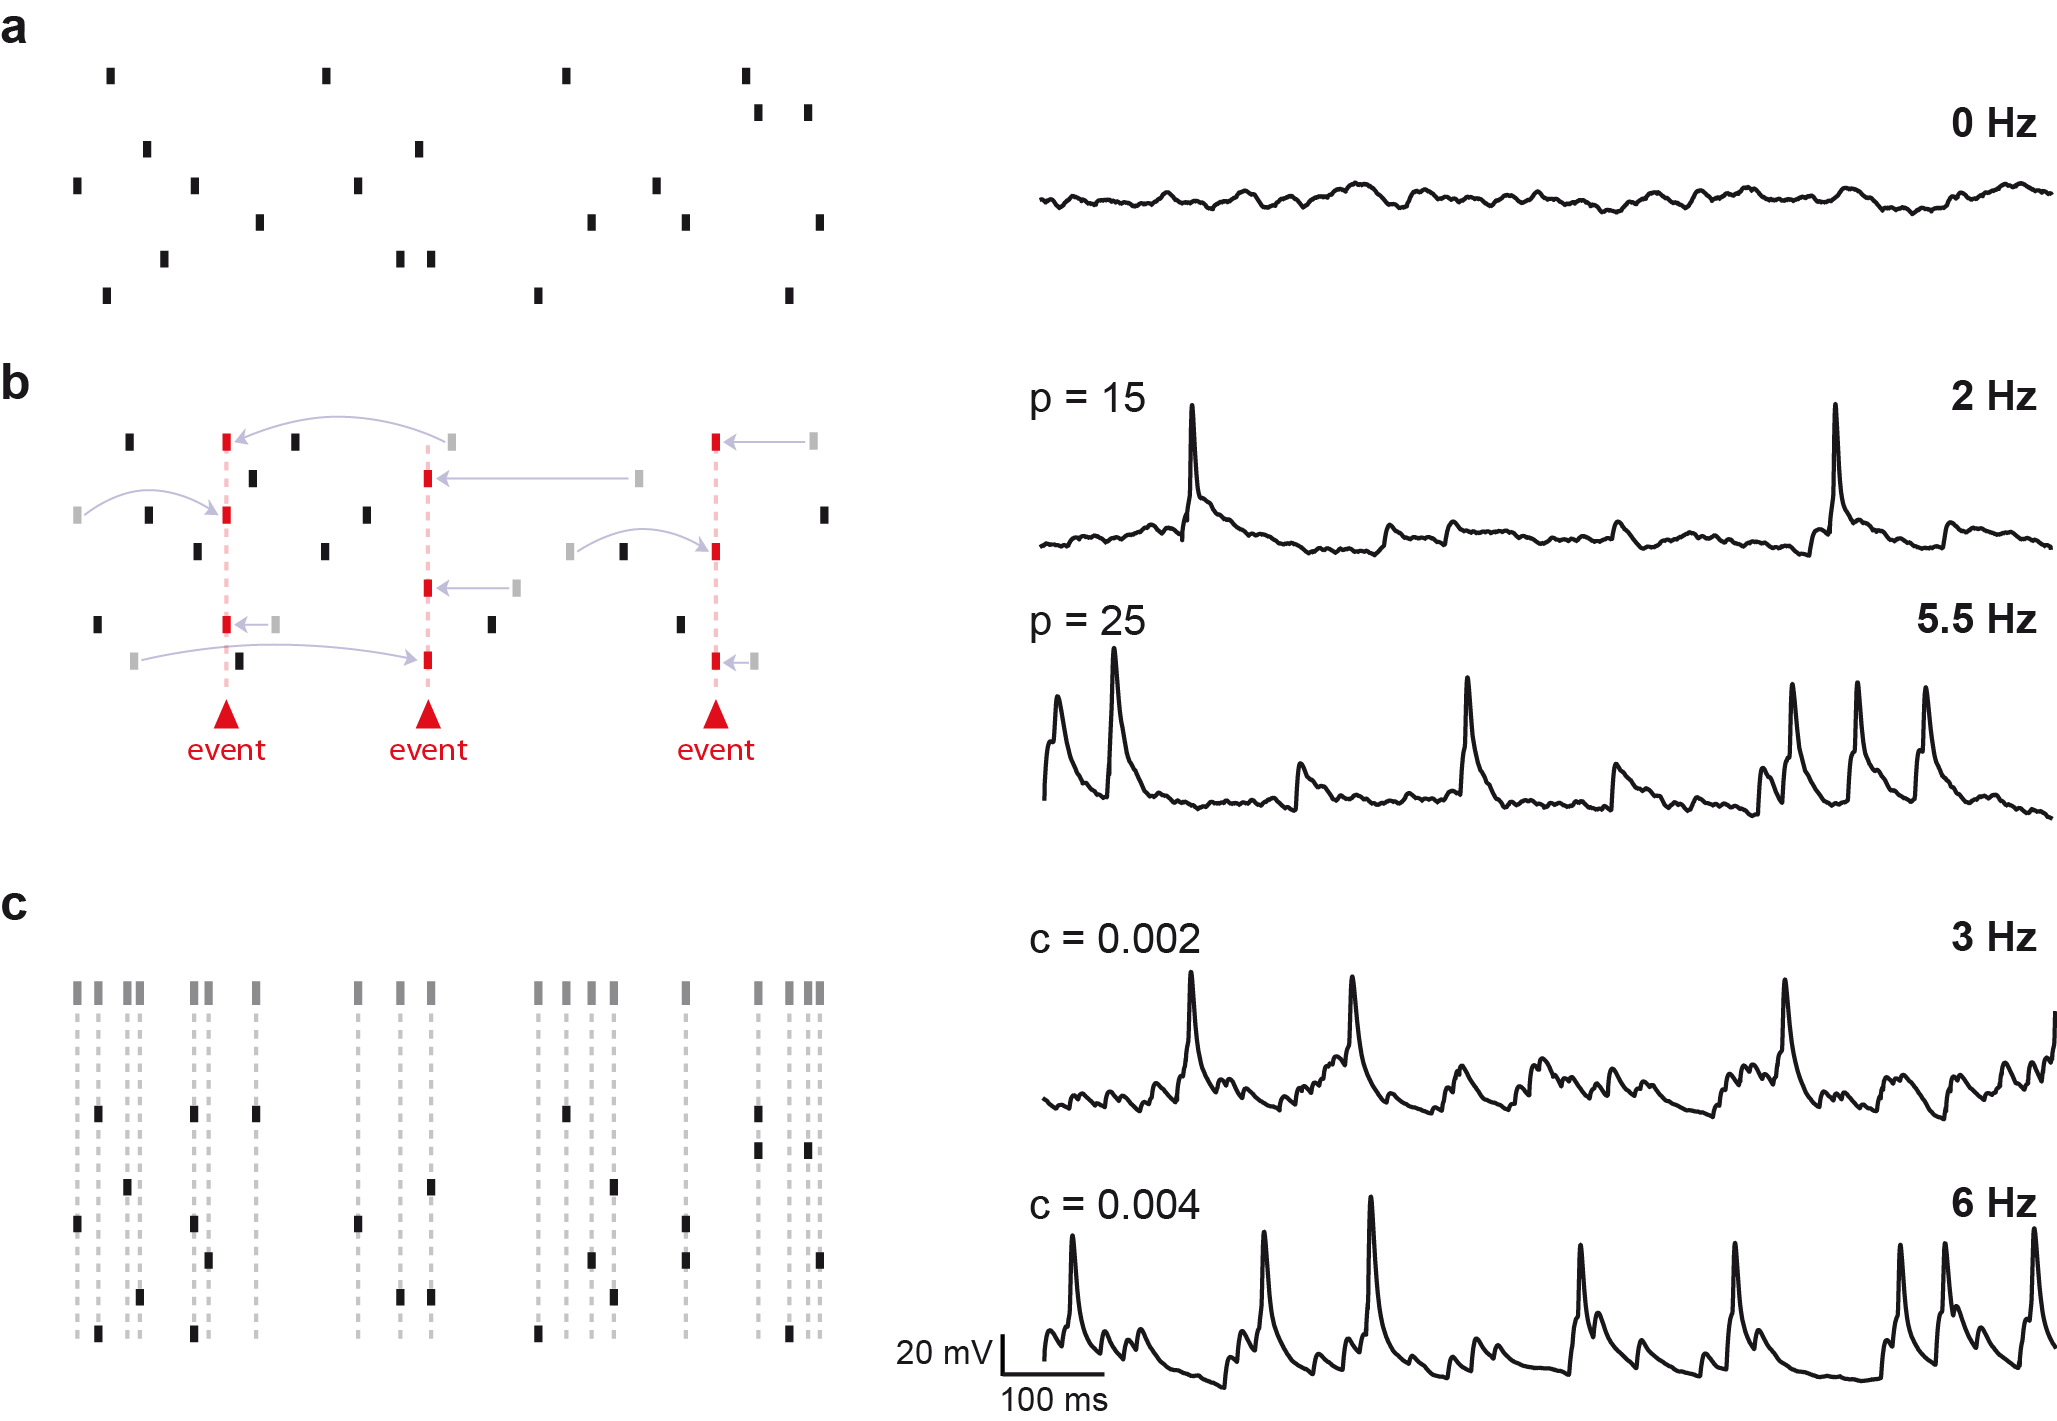 a
0 Hz
b
p = 15
2 Hz
p = 25
5.5 Hz
event event event
c
c = 0.002
3 Hz
c = 0.004
6 Hz
20 mV
100 ms